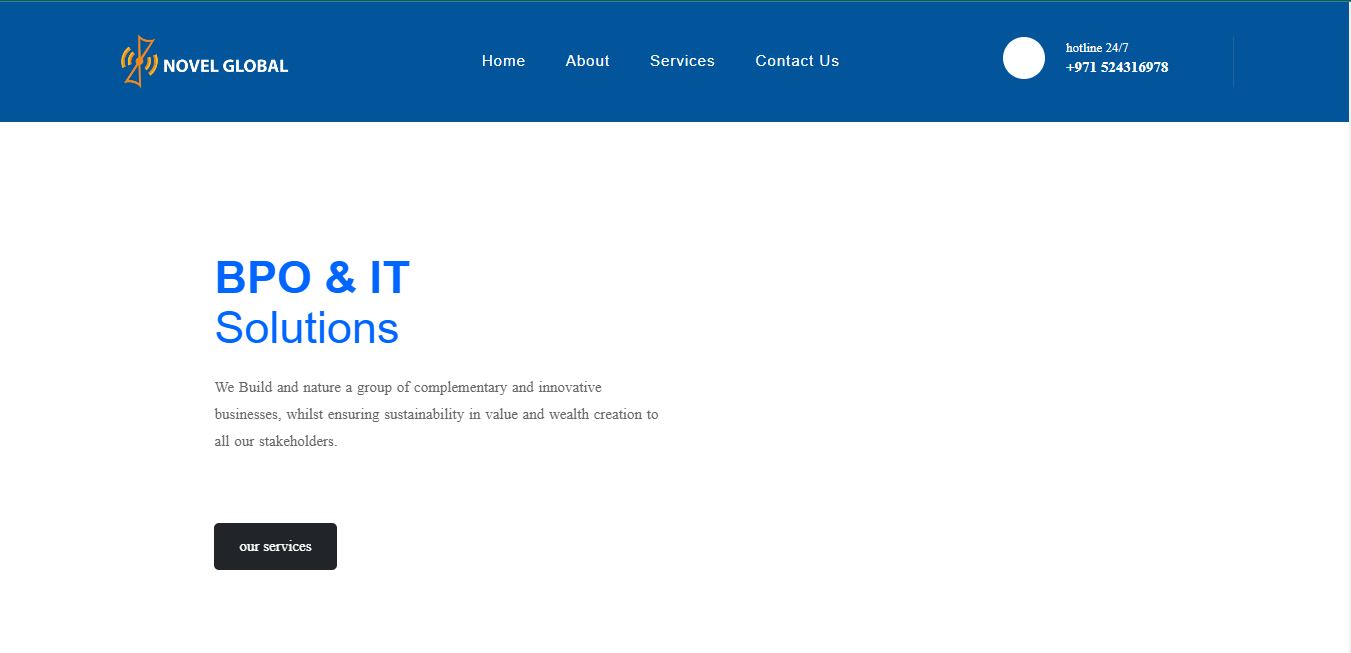 NOVEL GLOBAL
Home About Services Contact Us
hotline 24/7
+971 524316978
BPO & IT
Solutions
We Build and nature a group of complementary and innovative
businesses, whilst ensuring sustainability in value and wealth creation to
all our stakeholders.
our services